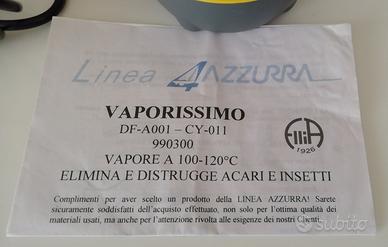 Linea 4 AZZURRA
VAPORISSIMO
DF-A001 – CY-011
990300
VAPORE A 100-120°C
ELIMINA E DISTRUGGE ACARI E INSETTI
ElliA
1926
Complimenti per aver scelto un prodotto della LINEA AZZURRA! Sarete
sicuramente soddisfatti dell'acquisto effettuato, non solo per l'ottima qualità dei
materiali usati, ma anche per l'attenzione rivolta alle esigenze dei nostri Clienti.
subito